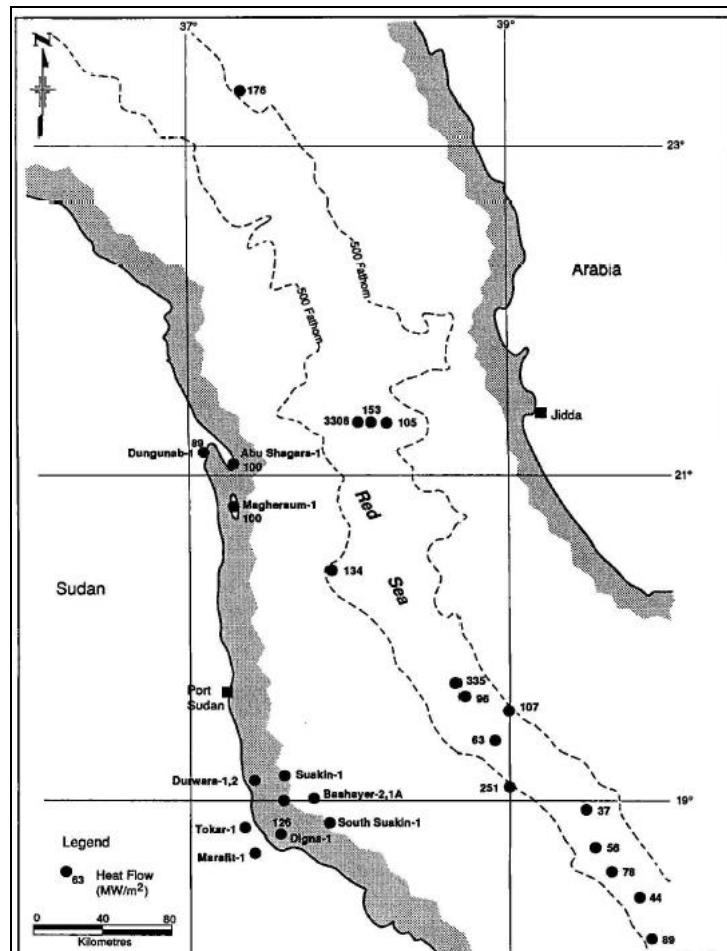 37°
39°
N
176
23°
500 Fathom
500 Fathom
Arabia
153
3306
105
Jidda
89
Dungunab-1
Abu Shagara-1
100
21°
Maghersum-1
100
Red
Sea
134
Sudan
335
96
107
Port
Sudan
63
251
Suakin-1
Durwara-1,2
Bashayer-2,1A
19°
37
126
South Suakin-1
Tokar-1
Digna-1
Marafit-1
56
78
44
89
Legend
63
Heat Flow
(MW/m²)
0 40 80
Kilometres